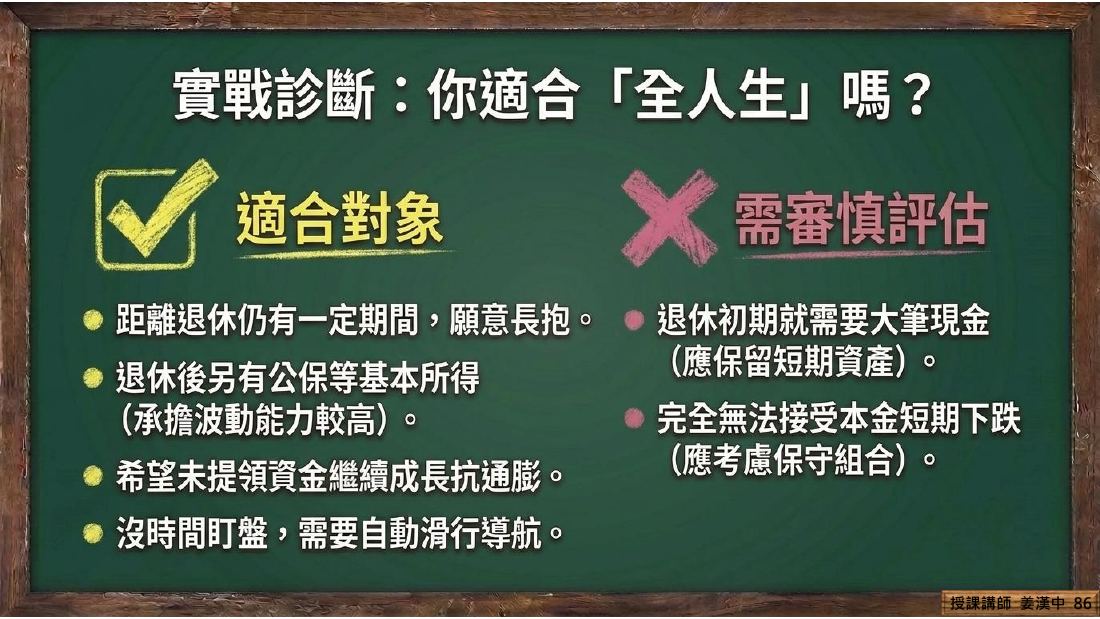 實戰診斷：你適合「全人生」嗎？
適合對象
距離退休仍有一定期間，願意長抱。
退休後另有公保等基本所得
（承擔波動能力較高）。
希望未提領資金繼續成長抗通膨。
沒時間盯盤，需要自動滑行導航。
需審慎評估
退休初期就需要大筆現金
（應保留短期資產）。
完全無法接受本金短期下跌
（應考慮保守組合）。
授課講師 姜漢中 86